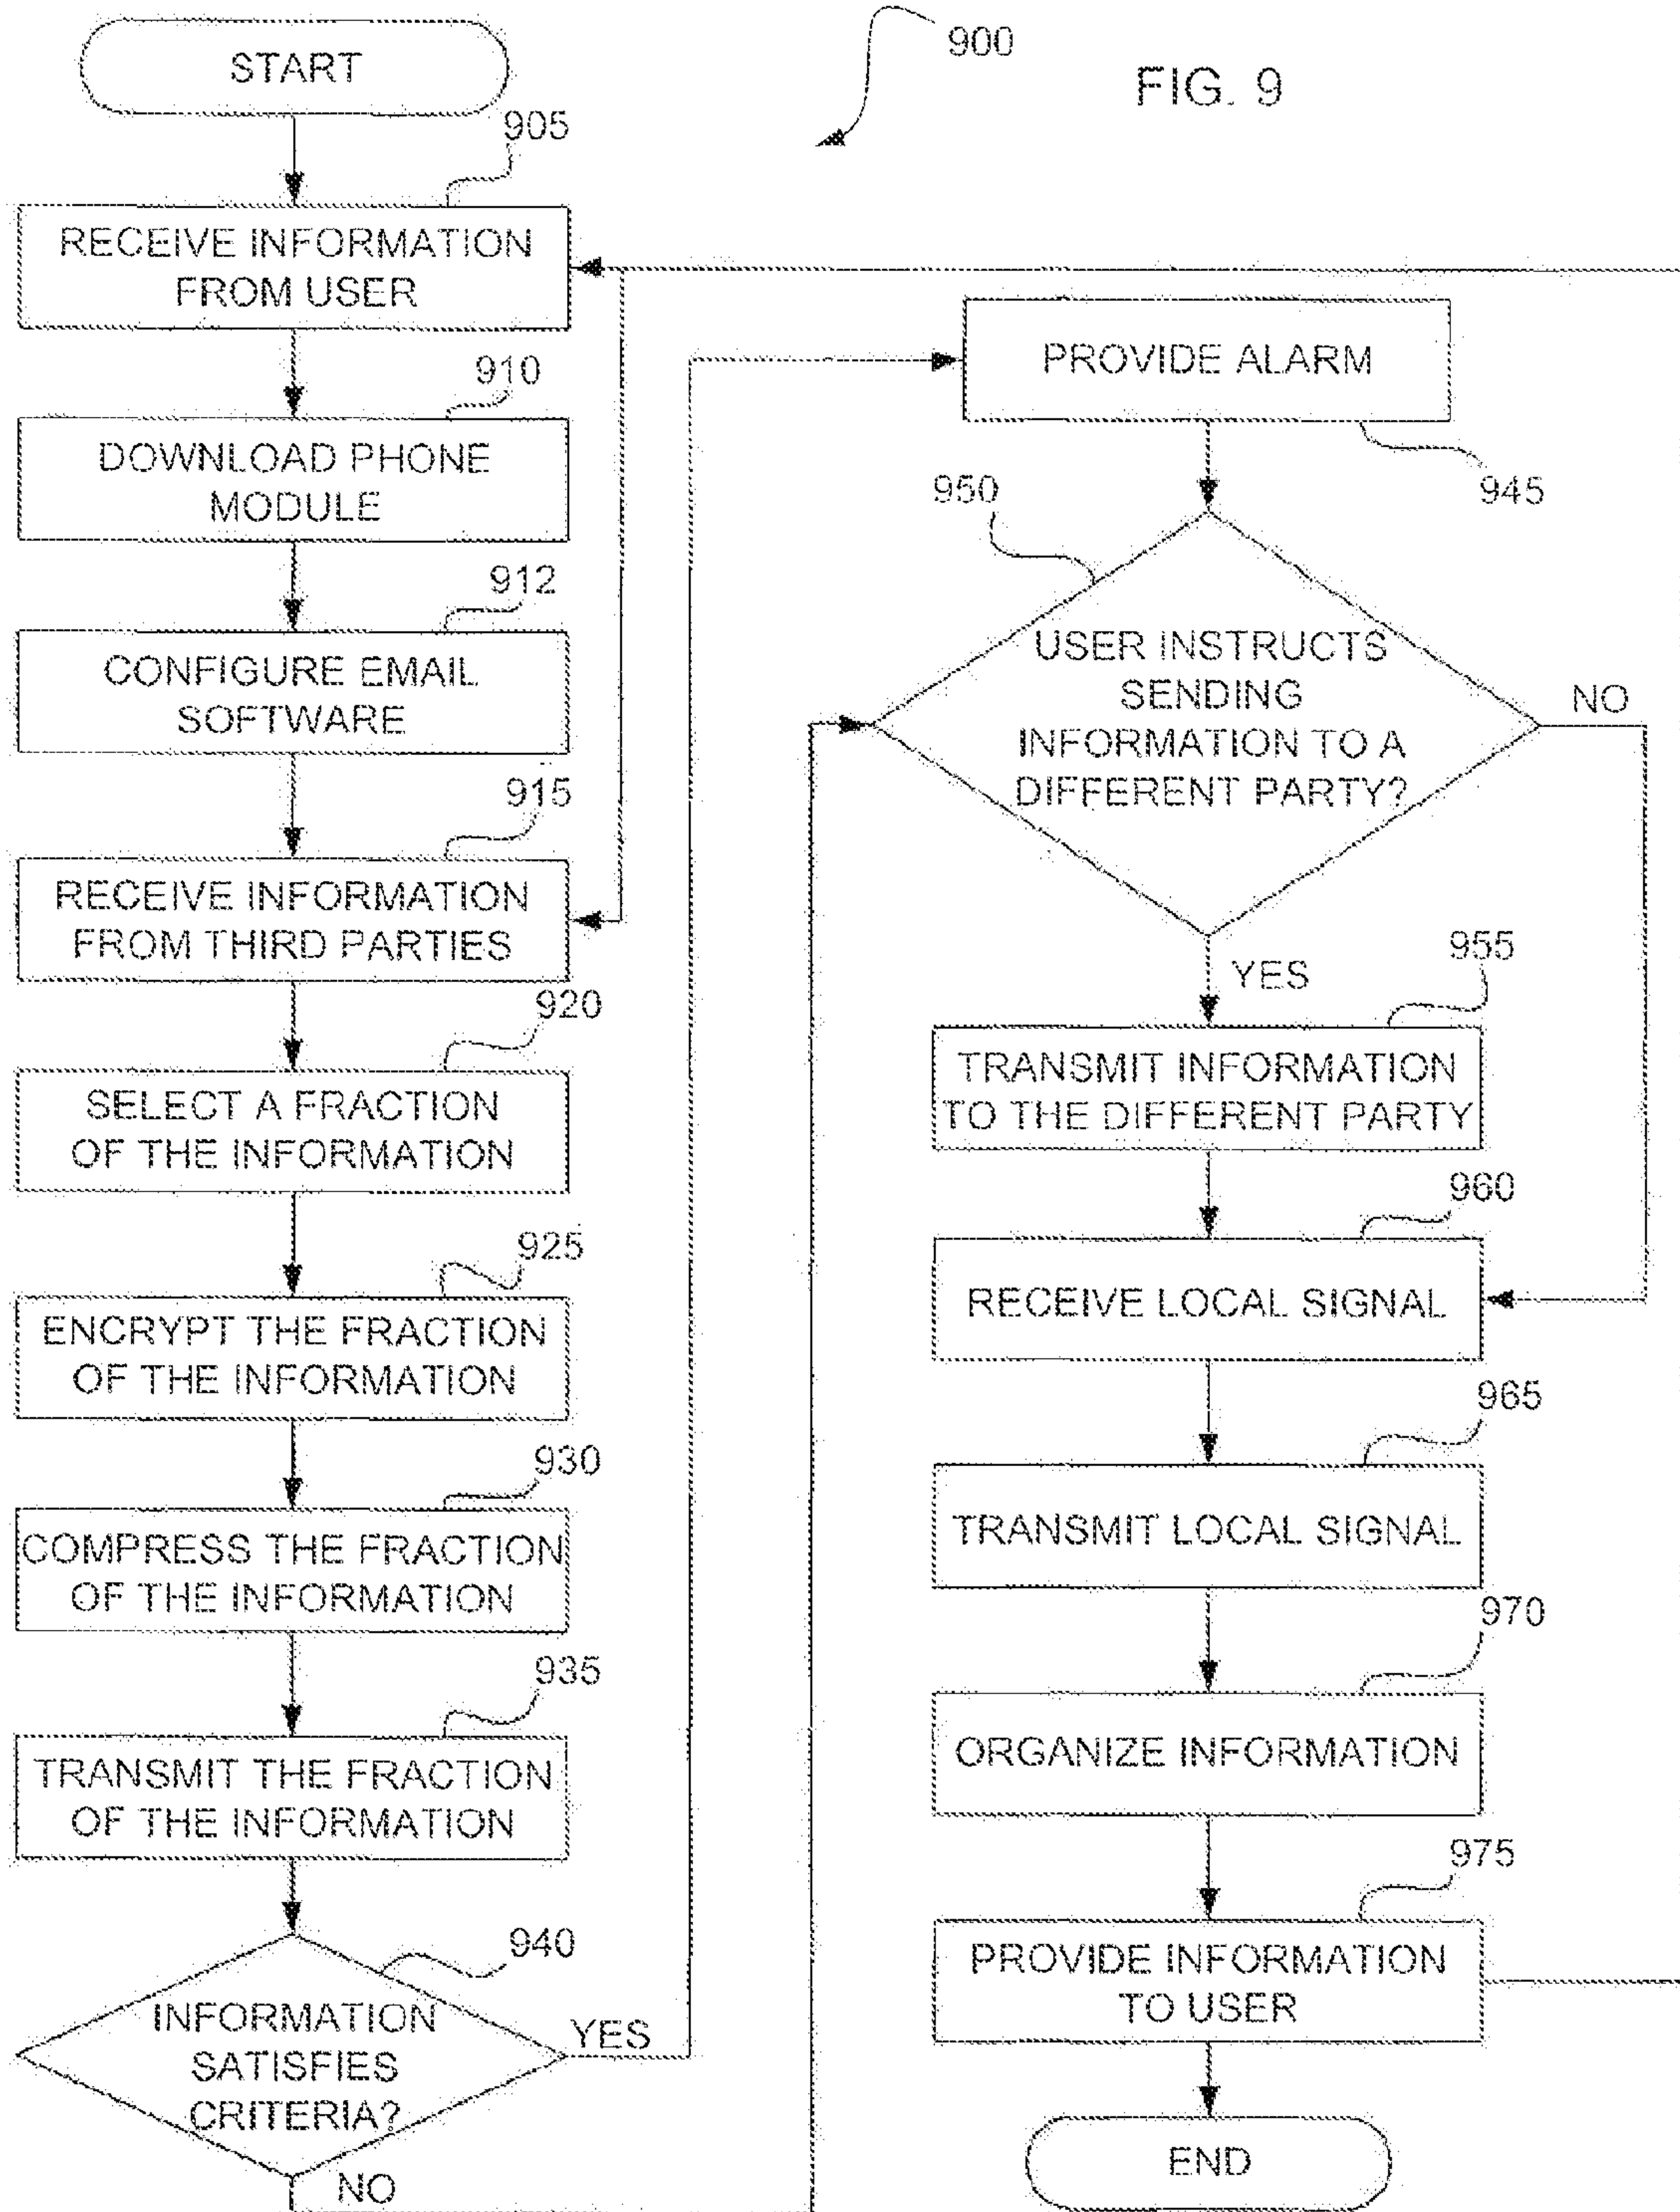 900
FIG. 9
START
905
RECEIVE INFORMATION
FROM USER
910
DOWNLOAD PHONE
MODULE
912
CONFIGURE EMAIL
SOFTWARE
915
RECEIVE INFORMATION
FROM THIRD PARTIES
920
SELECT A FRACTION
OF THE INFORMATION
925
ENCRYPT THE FRACTION
OF THE INFORMATION
930
COMPRESS THE FRACTION
OF THE INFORMATION
935
TRANSMIT THE FRACTION
OF THE INFORMATION
940
INFORMATION
SATISFIES
CRITERIA?
YES
NO
PROVIDE ALARM
945
950
USER INSTRUCTS
SENDING
INFORMATION TO A
DIFFERENT PARTY?
NO
YES
955
TRANSMIT INFORMATION
TO THE DIFFERENT PARTY
960
RECEIVE LOCAL SIGNAL
965
TRANSMIT LOCAL SIGNAL
970
ORGANIZE INFORMATION
975
PROVIDE INFORMATION
TO USER
END